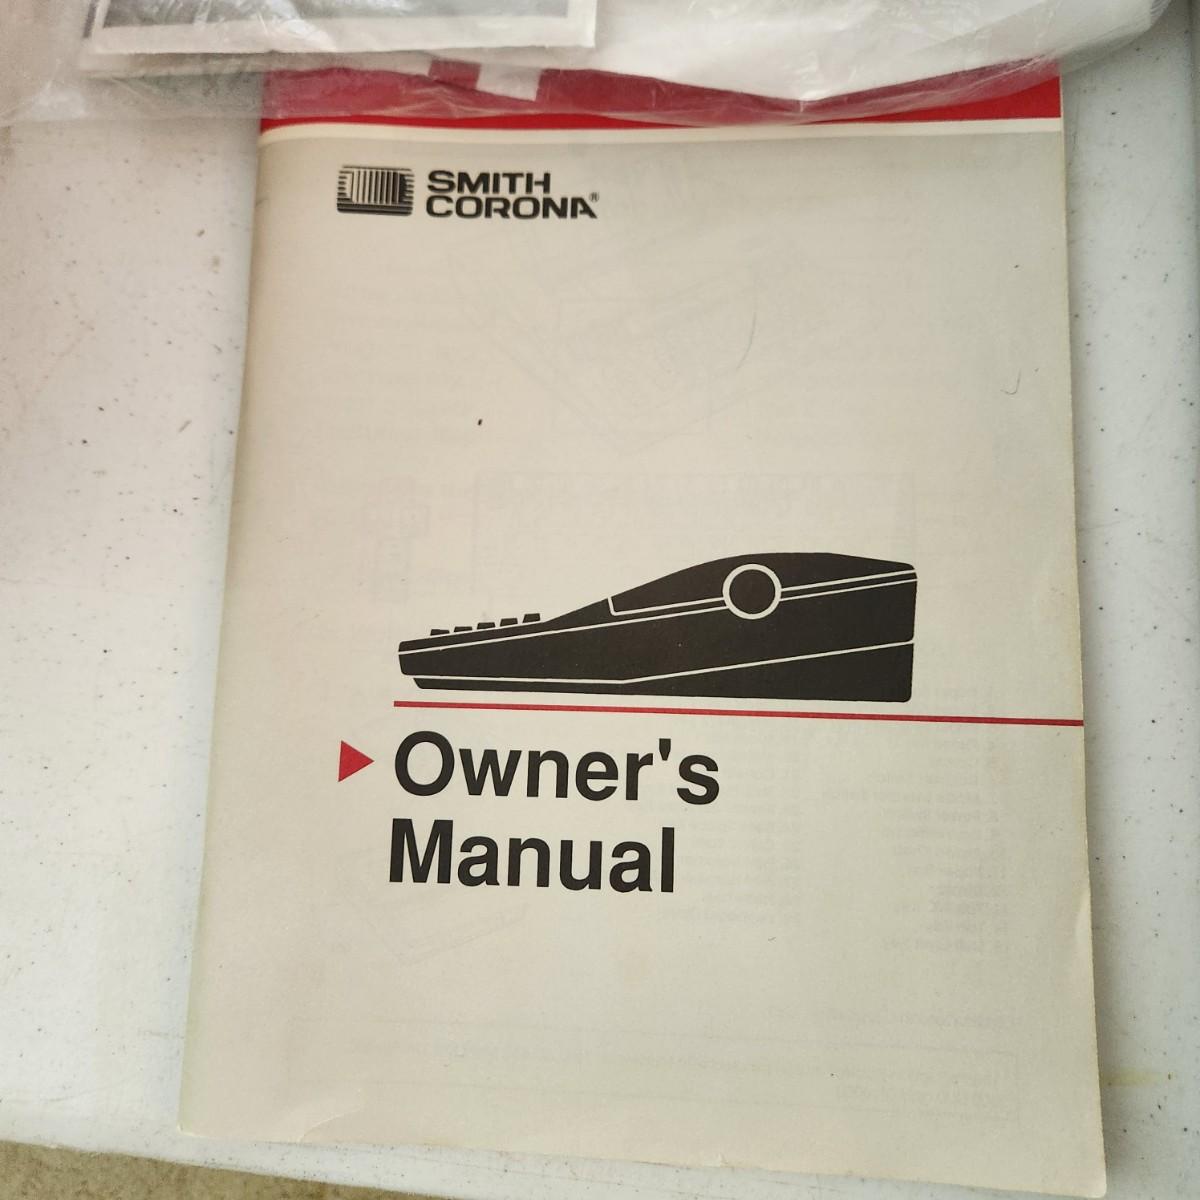 SMITH
CORONA®
Owner's
Manual